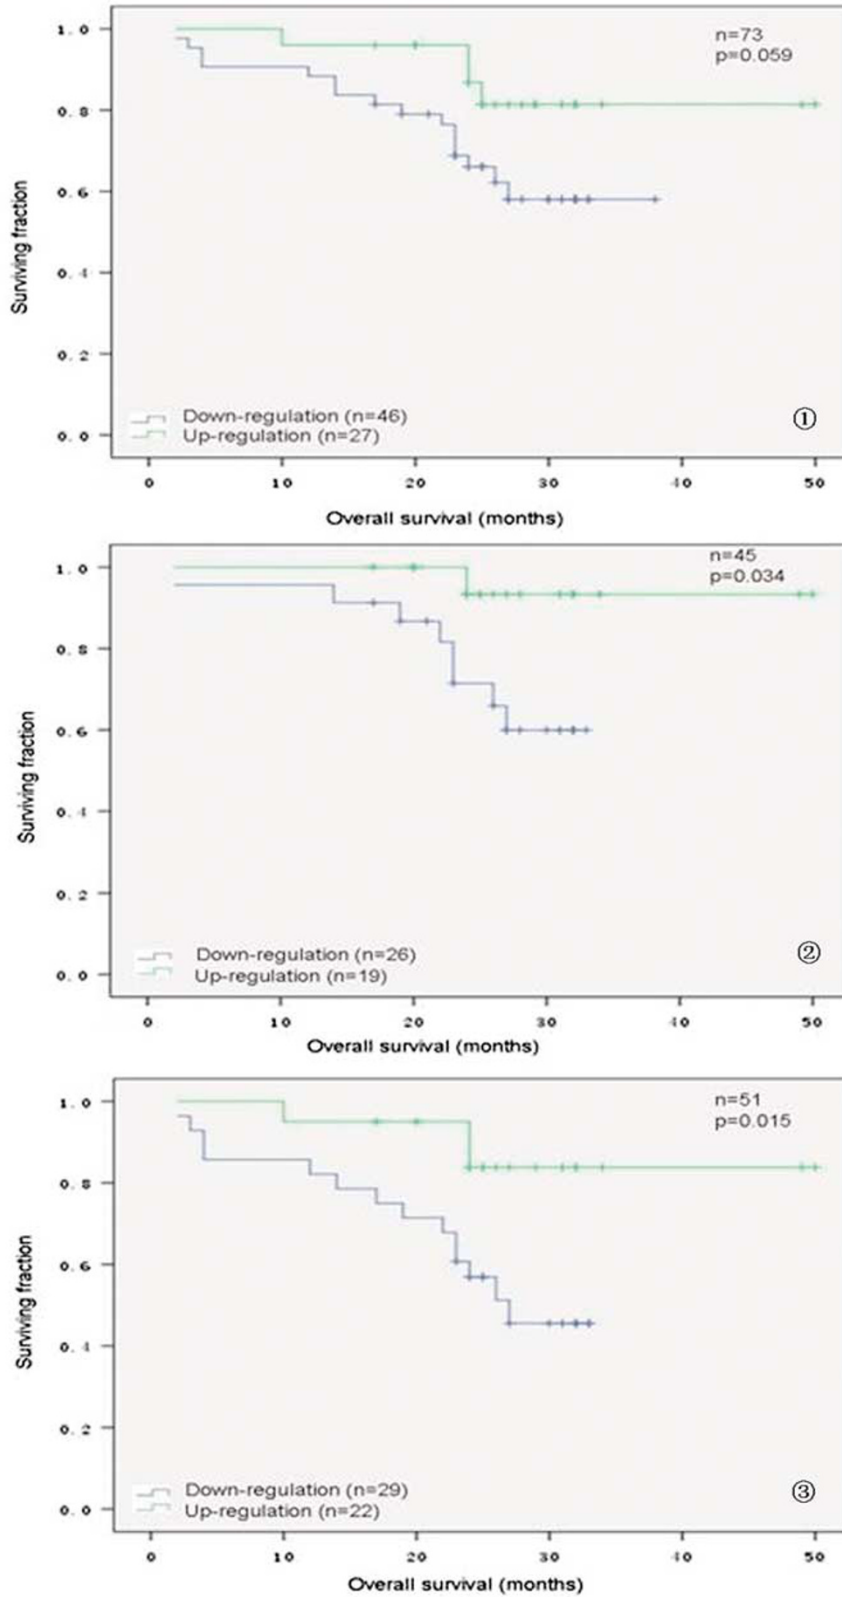 n=73
p=0.059
1.0
0.8
0.6
0.4
0.2
0.0
Surviving fraction
Down-regulation (n=46)
Up-regulation (n=27)
①
0 10 20 30 40 50
Overall survival (months)
n=45
p=0.034
1.0
0.8
0.6
0.4
0.2
0.0
Surviving fraction
Down-regulation (n=26)
Up-regulation (n=19)
②
0 10 20 30 40 50
Overall survival (months)
n=51
p=0.015
1.0
0.8
0.6
0.4
0.2
0.0
Surviving fraction
Down-regulation (n=29)
Up-regulation (n=22)
③
0 10 20 30 40 50
Overall survival (months)